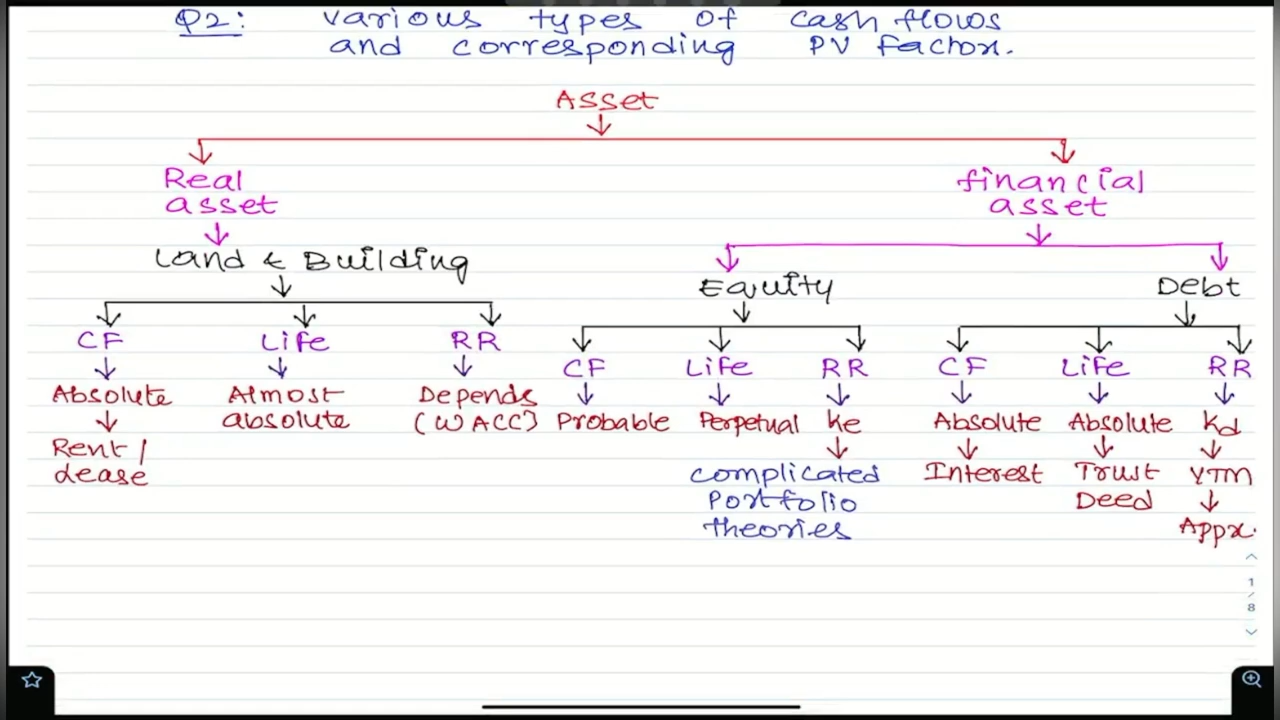 Q2: various types of cash flows
and corresponding PV factor.
Asset
Real
asset
financial
asset
Land & Building
Equity
Debt
CF
Life
RR
CF
Life
RR
CF
Life
RR
Absolute
Almost
absolute
Depends
(WACC)
Probable
Perpetual
ke
Absolute
Absolute
kd
Rent /
lease
complicated
Portfolio
theories
Interest
Trust
Deed
YTM
Appx.
1
/
8